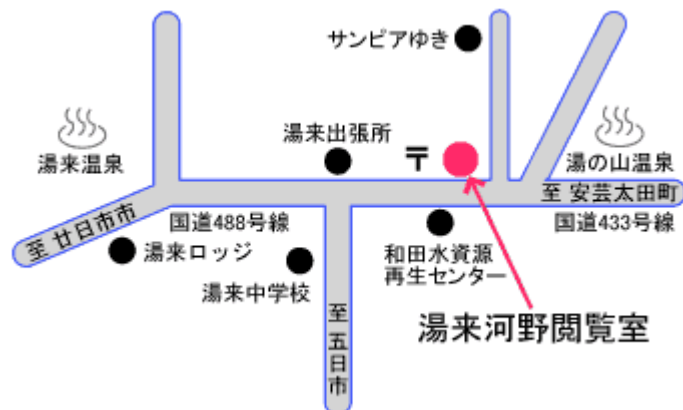 サンピアゆき
湯来出張所
〒
湯来温泉
湯の山温泉
至 安芸太田町
国道488号線
国道433号線
至 廿日市市
湯来ロッジ
和田水資源
再生センター
湯来中学校
至 五日市
湯来河野閲覧室